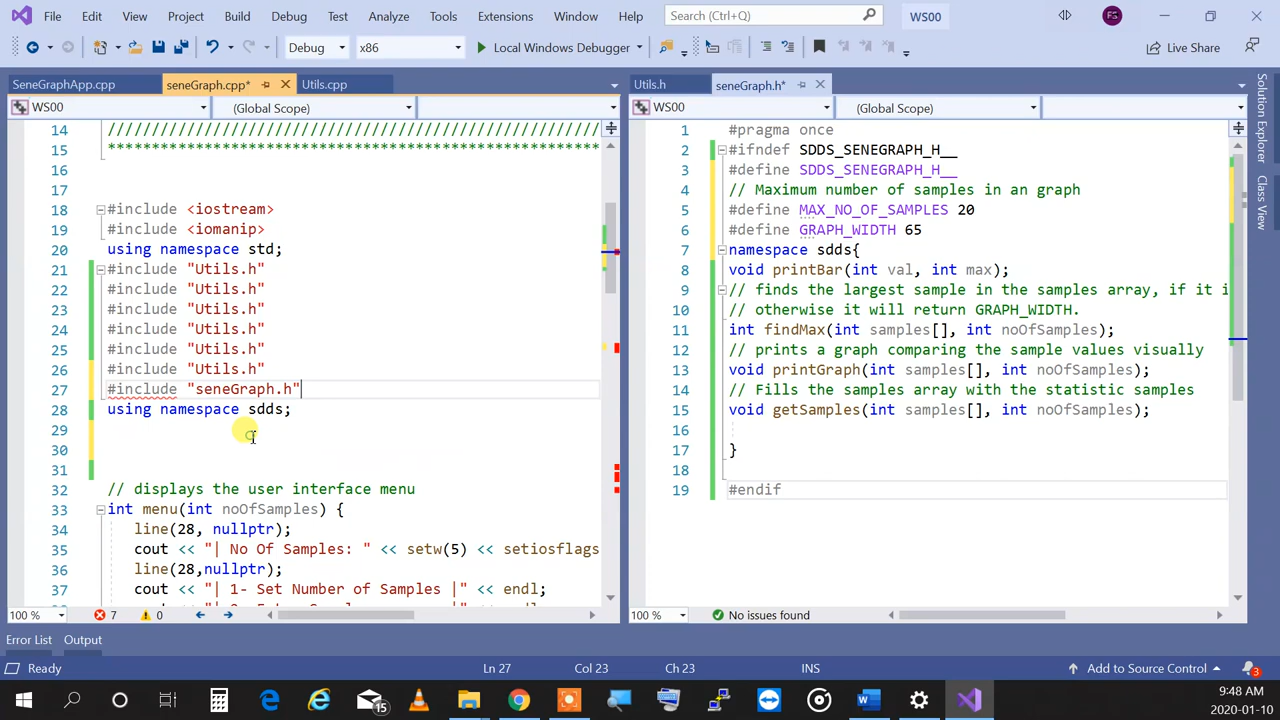 File Edit View Project Build Debug Test Analyze Tools Extensions Window Help Search (Ctrl+Q) WS00 FS
Debug x86 Local Windows Debugger Live Share
SeneGraphApp.cpp seneGraph.cpp* Utils.cpp Utils.h seneGraph.h*
WS00 (Global Scope) WS00 (Global Scope)
14 ////////////////////////////////////////////////////////
15 ********************************************************
16
17
18 #include <iostream>
19 #include <iomanip>
20 using namespace std;
21 #include "Utils.h"
22 #include "Utils.h"
23 #include "Utils.h"
24 #include "Utils.h"
25 #include "Utils.h"
26 #include "Utils.h"
27 #include "seneGraph.h"
28 using namespace sdds;
29
30
31
32 // displays the user interface menu
33 int menu(int noOfSamples) {
34 line(28, nullptr);
35 cout << "| No Of Samples: " << setw(5) << setiosflags
36 line(28,nullptr);
37 cout << "| 1- Set Number of Samples |" << endl;
1 #pragma once
2 #ifndef SDDS_SENEGRAPH_H__
3 #define SDDS_SENEGRAPH_H__
4 // Maximum number of samples in an graph
5 #define MAX_NO_OF_SAMPLES 20
6 #define GRAPH_WIDTH 65
7 namespace sdds{
8 void printBar(int val, int max);
9 // finds the largest sample in the samples array, if it i
10 // otherwise it will return GRAPH_WIDTH.
11 int findMax(int samples[], int noOfSamples);
12 // prints a graph comparing the sample values visually
13 void printGraph(int samples[], int noOfSamples);
14 // Fills the samples array with the statistic samples
15 void getSamples(int samples[], int noOfSamples);
16
17 }
18
19 #endif
Solution Explorer
Class View
100 % 7 0 100 % No issues found
Error List Output
Ready Ln 27 Col 23 Ch 23 INS Add to Source Control 3
15 9:48 AM
2020-01-10